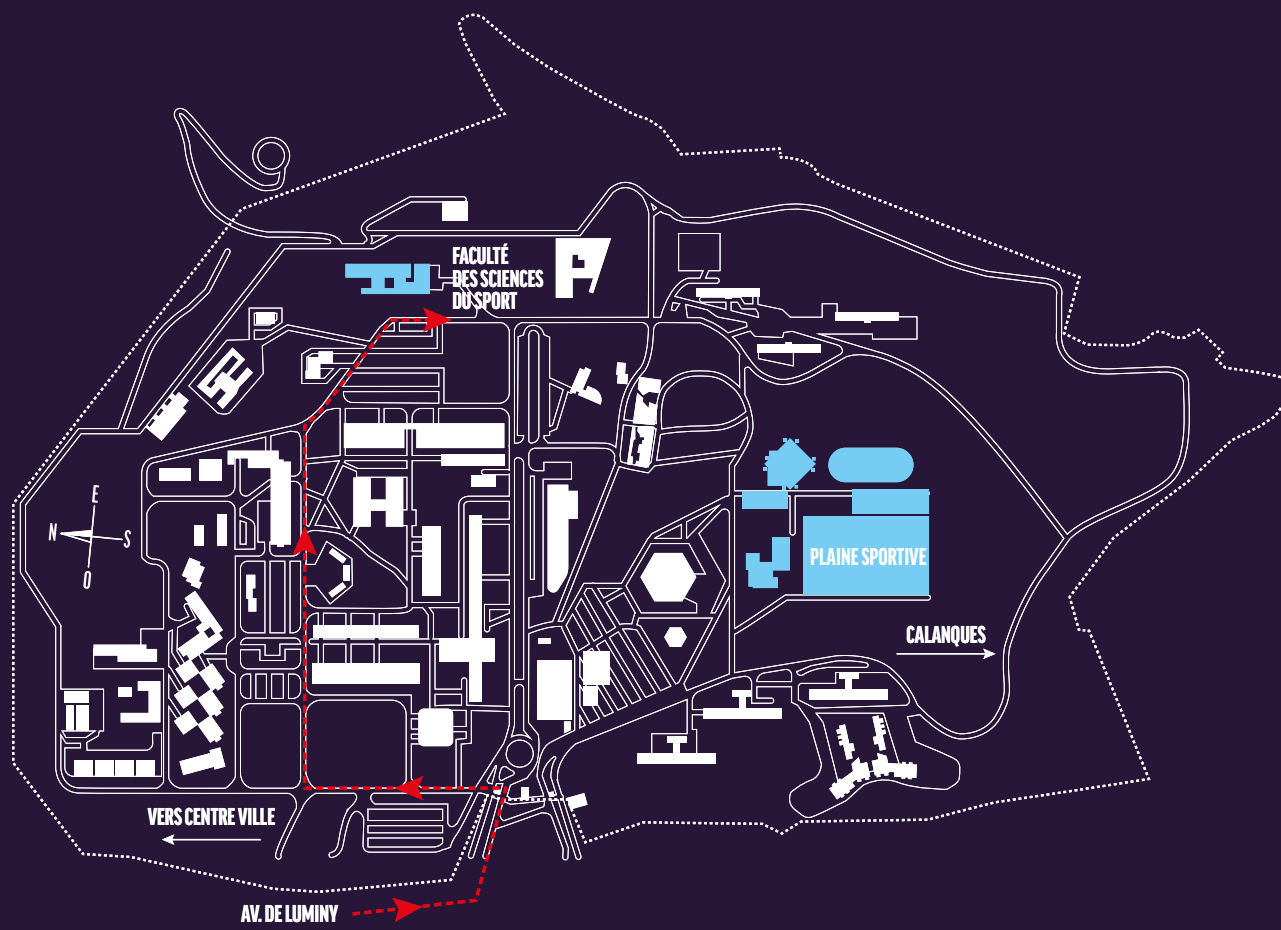 FACULTÉ
DES SCIENCES
DU SPORT
E
N
S
O
PLAINE SPORTIVE
CALANQUES
VERS CENTRE VILLE
AV. DE LUMINY